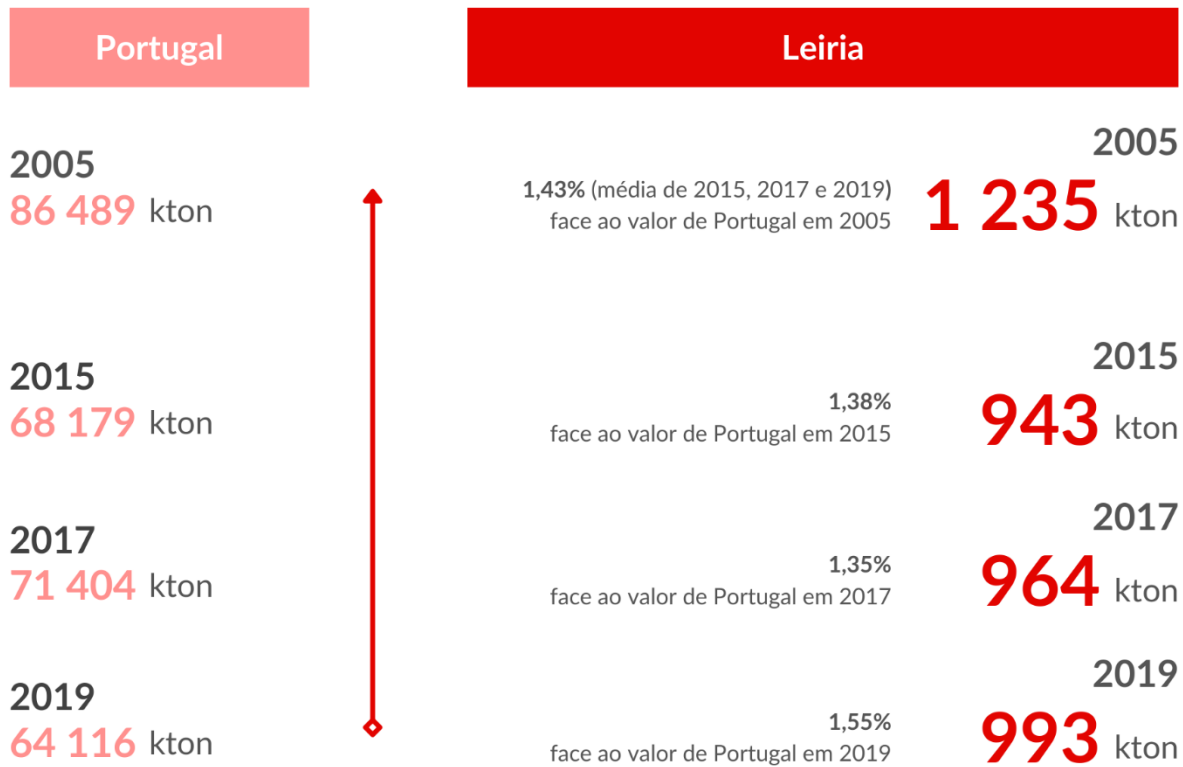 Portugal
Leiria
2005
86 489 kton
2005
1,43% (média de 2015, 2017 e 2019)
face ao valor de Portugal em 2005
1 235 kton
2015
68 179 kton
2015
1,38%
face ao valor de Portugal em 2015
943 kton
2017
71 404 kton
2017
1,35%
face ao valor de Portugal em 2017
964 kton
2019
64 116 kton
2019
1,55%
face ao valor de Portugal em 2019
993 kton